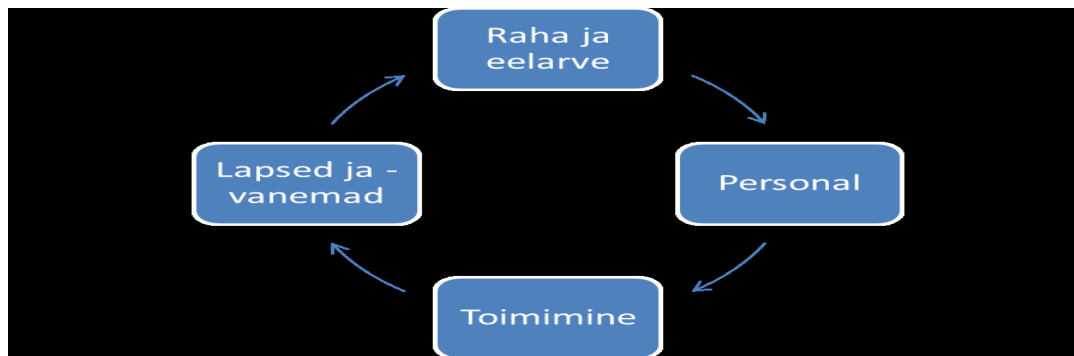 Raha ja
eelarve
Personal
Toimimine
Lapsed ja -
vanemad